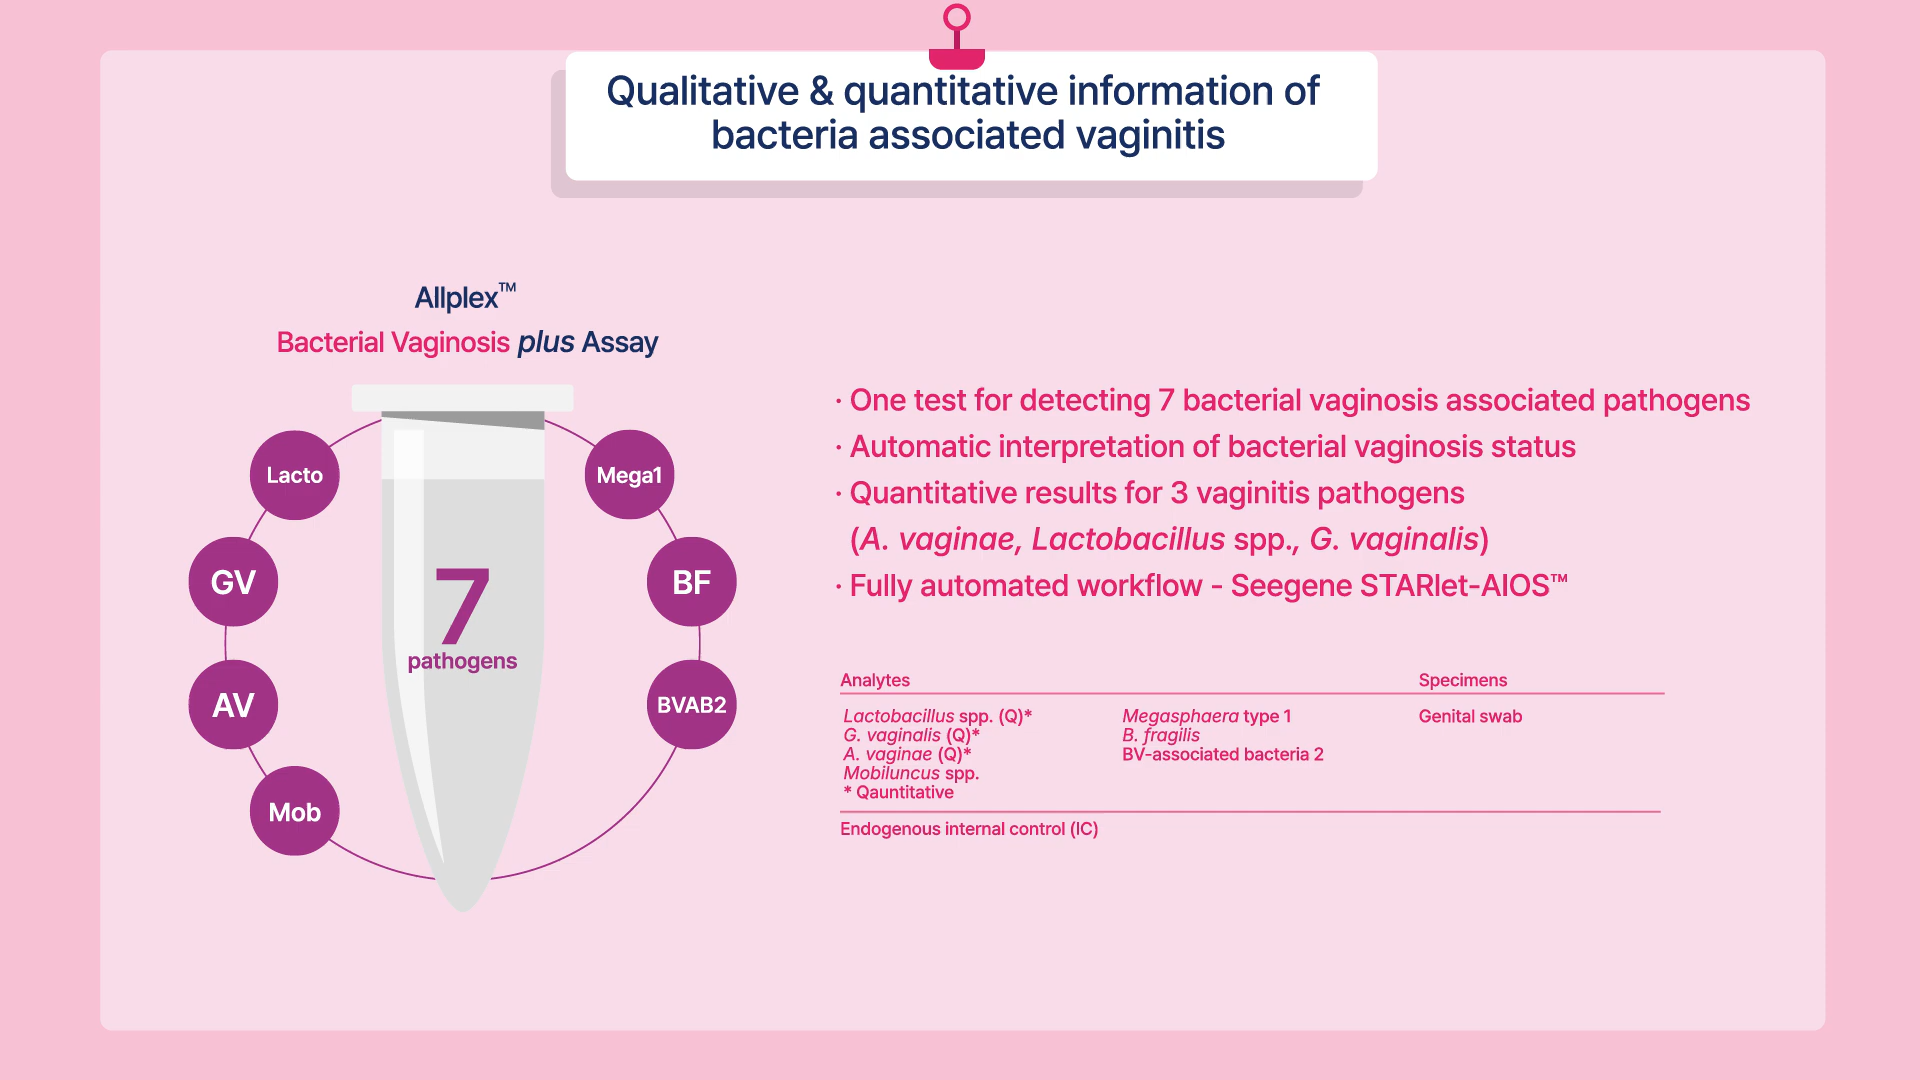 Qualitative & quantitative information of
bacteria associated vaginitis
Allplex™
Bacterial Vaginosis plus Assay
Lacto
GV
AV
Mob
Mega1
BF
BVAB2
7
pathogens
· One test for detecting 7 bacterial vaginosis associated pathogens
· Automatic interpretation of bacterial vaginosis status
· Quantitative results for 3 vaginitis pathogens
(A. vaginae, Lactobacillus spp., G. vaginalis)
· Fully automated workflow - Seegene STARlet-AIOS™
Analytes
Specimens
Lactobacillus spp. (Q)*
G. vaginalis (Q)*
A. vaginae (Q)*
Mobiluncus spp.
* Qauntitative
Megasphaera type 1
B. fragilis
BV-associated bacteria 2
Genital swab
Endogenous internal control (IC)